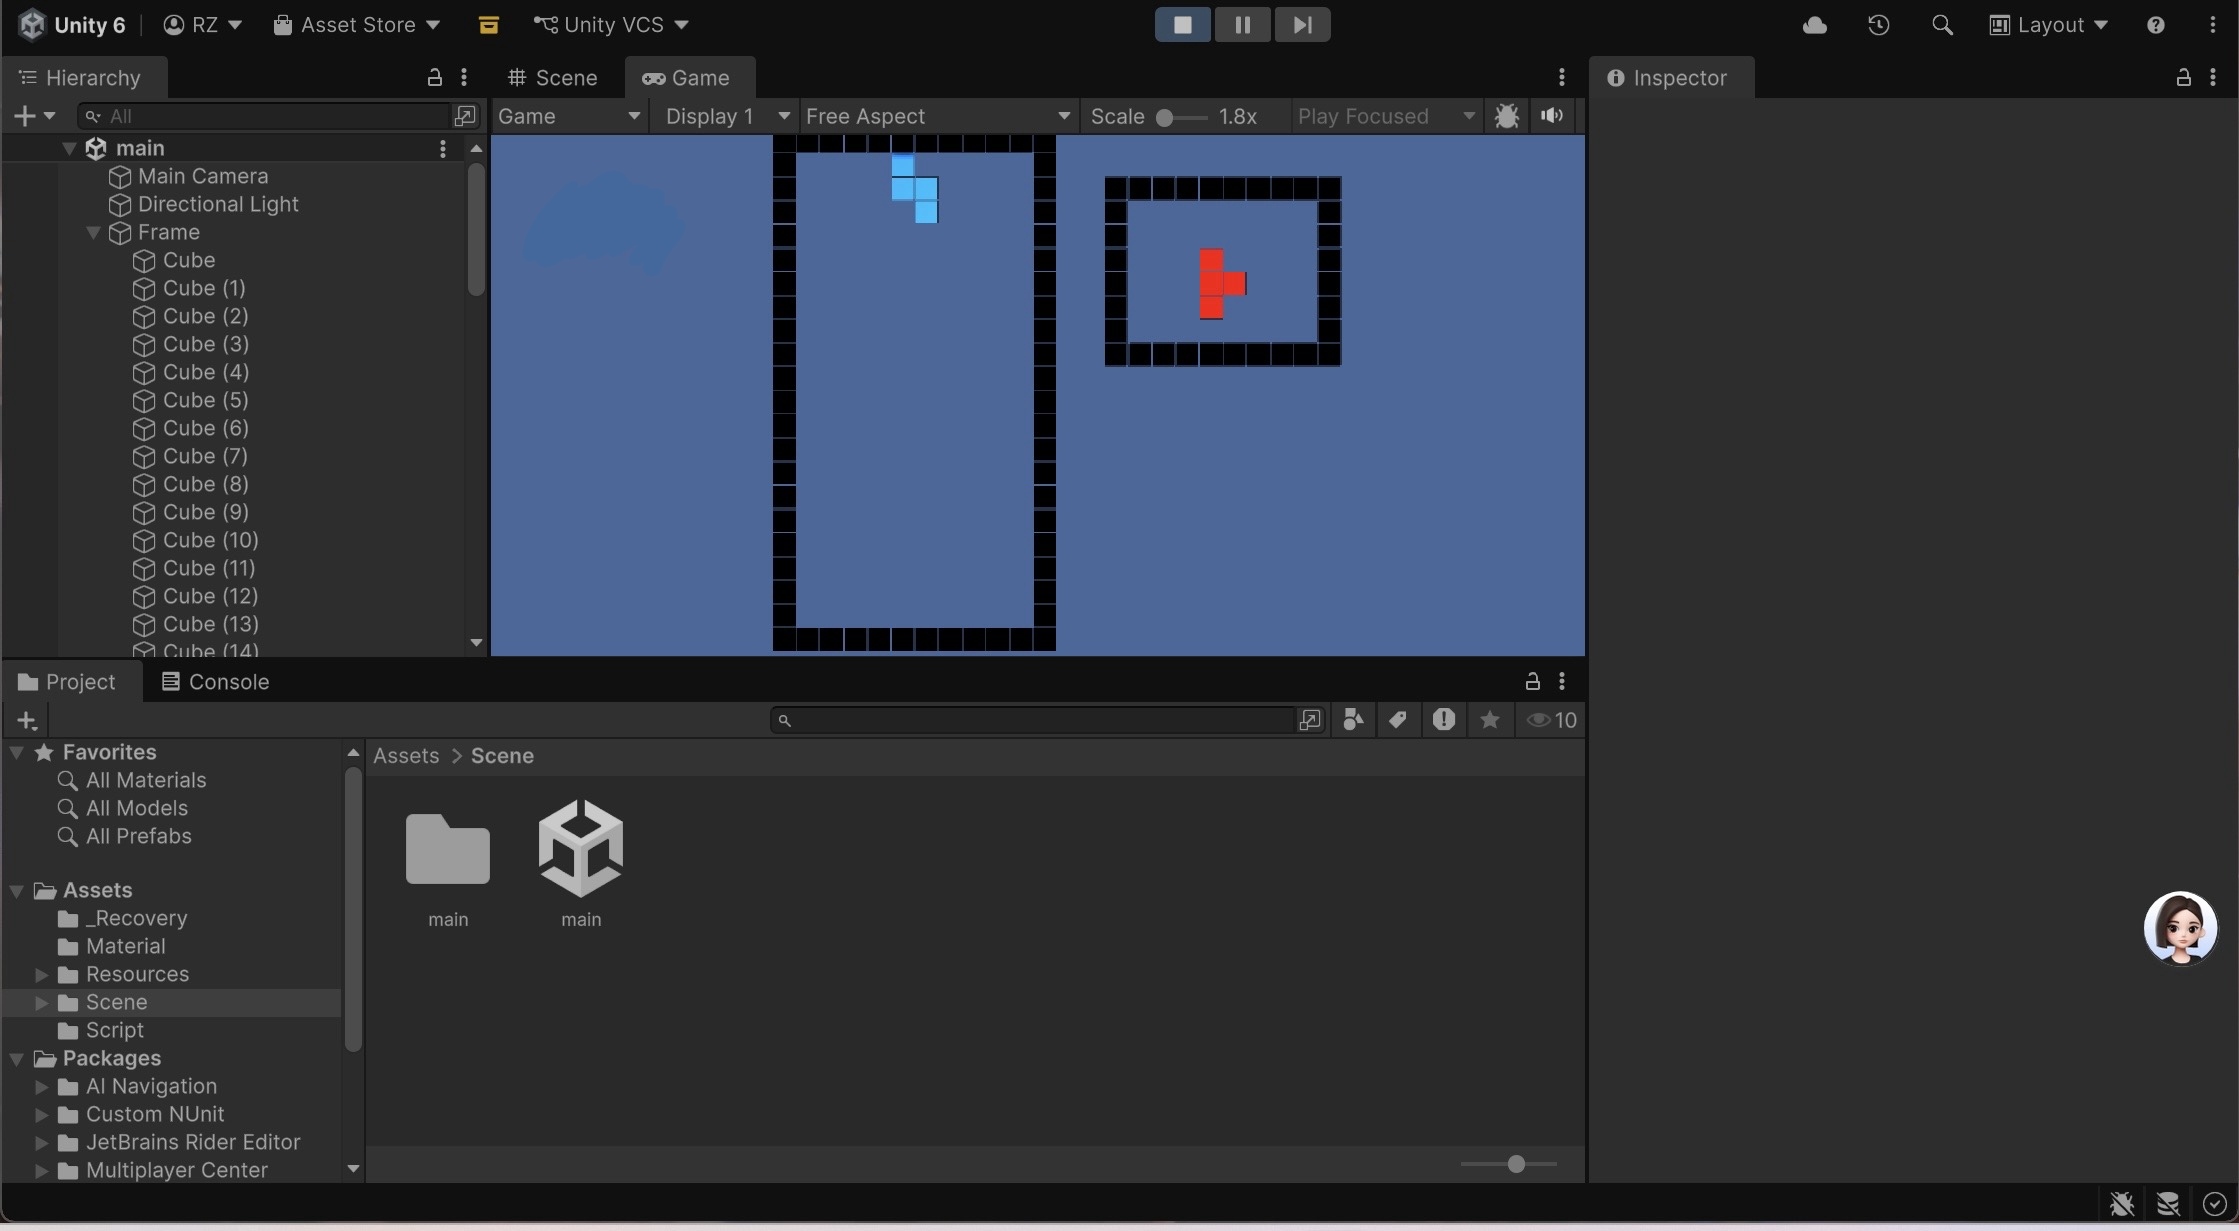 Unity 6 RZ Asset Store Unity VCS Layout
Hierarchy
All
main
Main Camera
Directional Light
Frame
Cube
Cube (1)
Cube (2)
Cube (3)
Cube (4)
Cube (5)
Cube (6)
Cube (7)
Cube (8)
Cube (9)
Cube (10)
Cube (11)
Cube (12)
Cube (13)
Cube (14)
Scene Game
Game Display 1 Free Aspect Scale 1.8x Play Focused
Inspector
Project Console
10
Favorites
All Materials
All Models
All Prefabs
Assets
_Recovery
Material
Resources
Scene
Script
Packages
AI Navigation
Custom NUnit
JetBrains Rider Editor
Multiplayer Center
Assets > Scene
main main